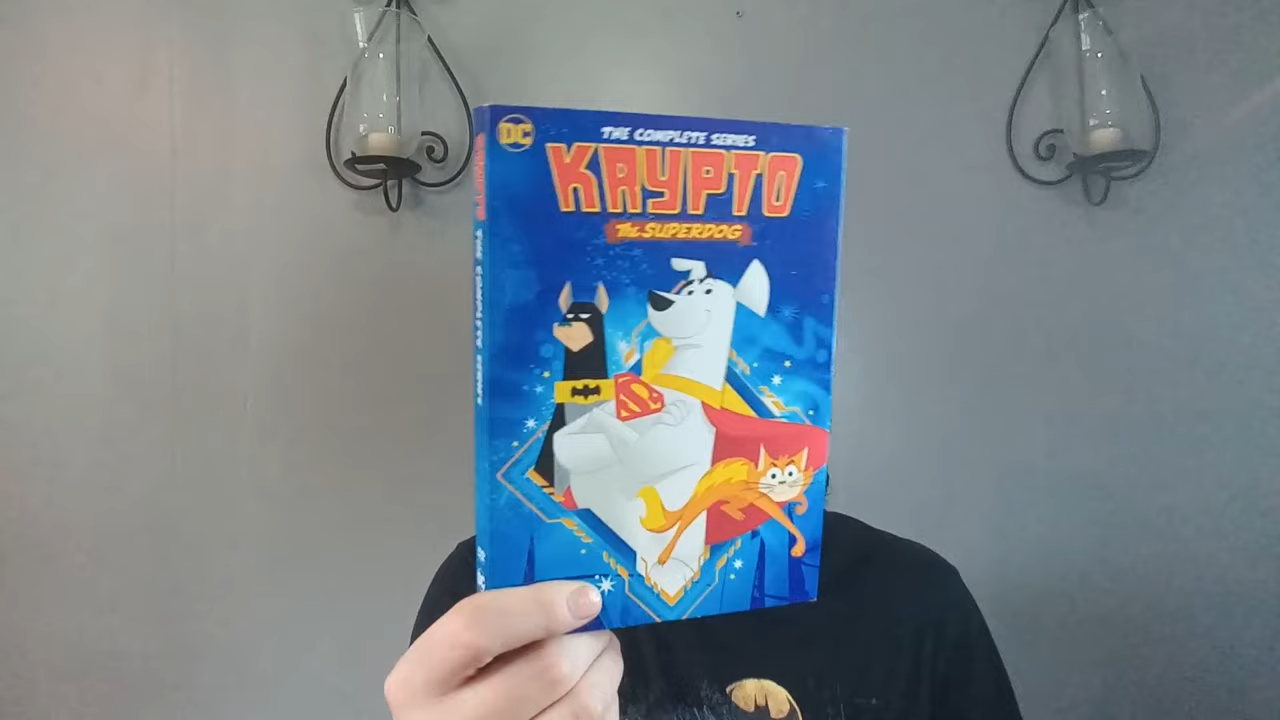 DC
THE COMPLETE SERIES
KRYPTO
The SUPERDOG
S
KRYPTO THE COMPLETE SERIES